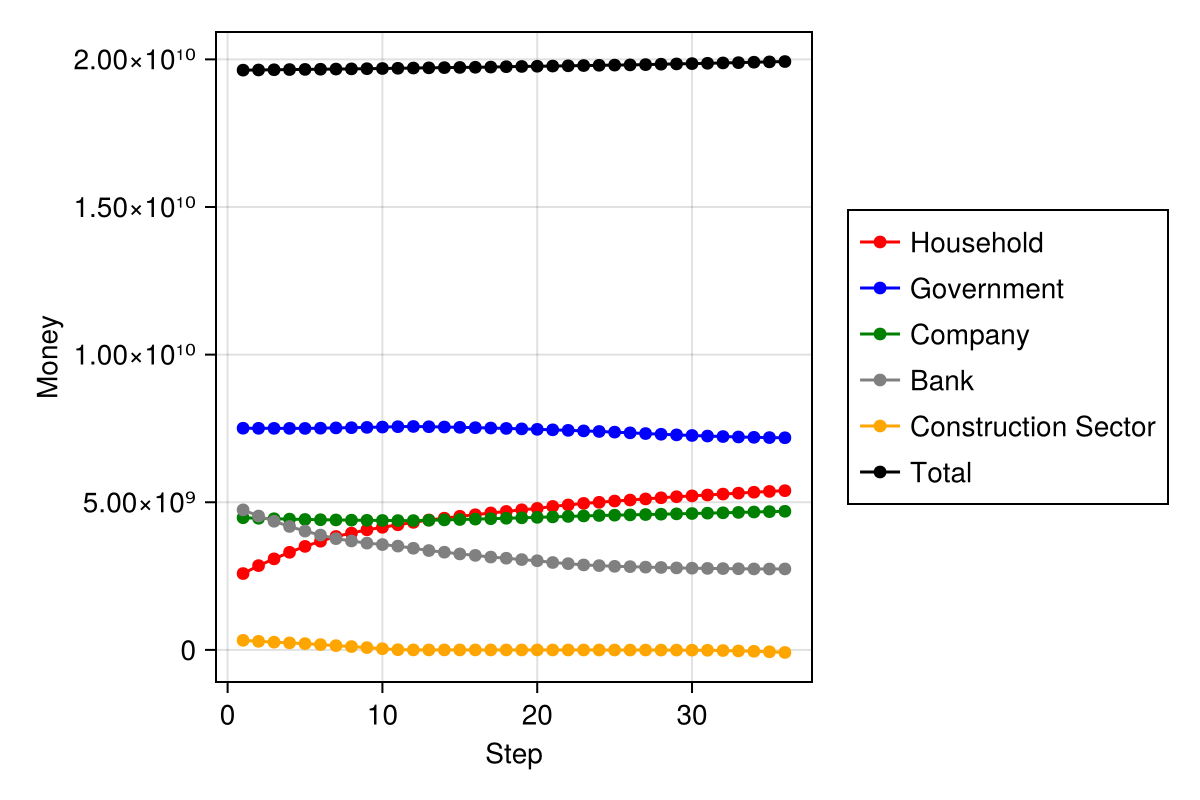 2.00×10¹⁰
1.50×10¹⁰
1.00×10¹⁰
5.00×10⁹
0
Money
0 10 20 30
Step
Household
Government
Company
Bank
Construction Sector
Total